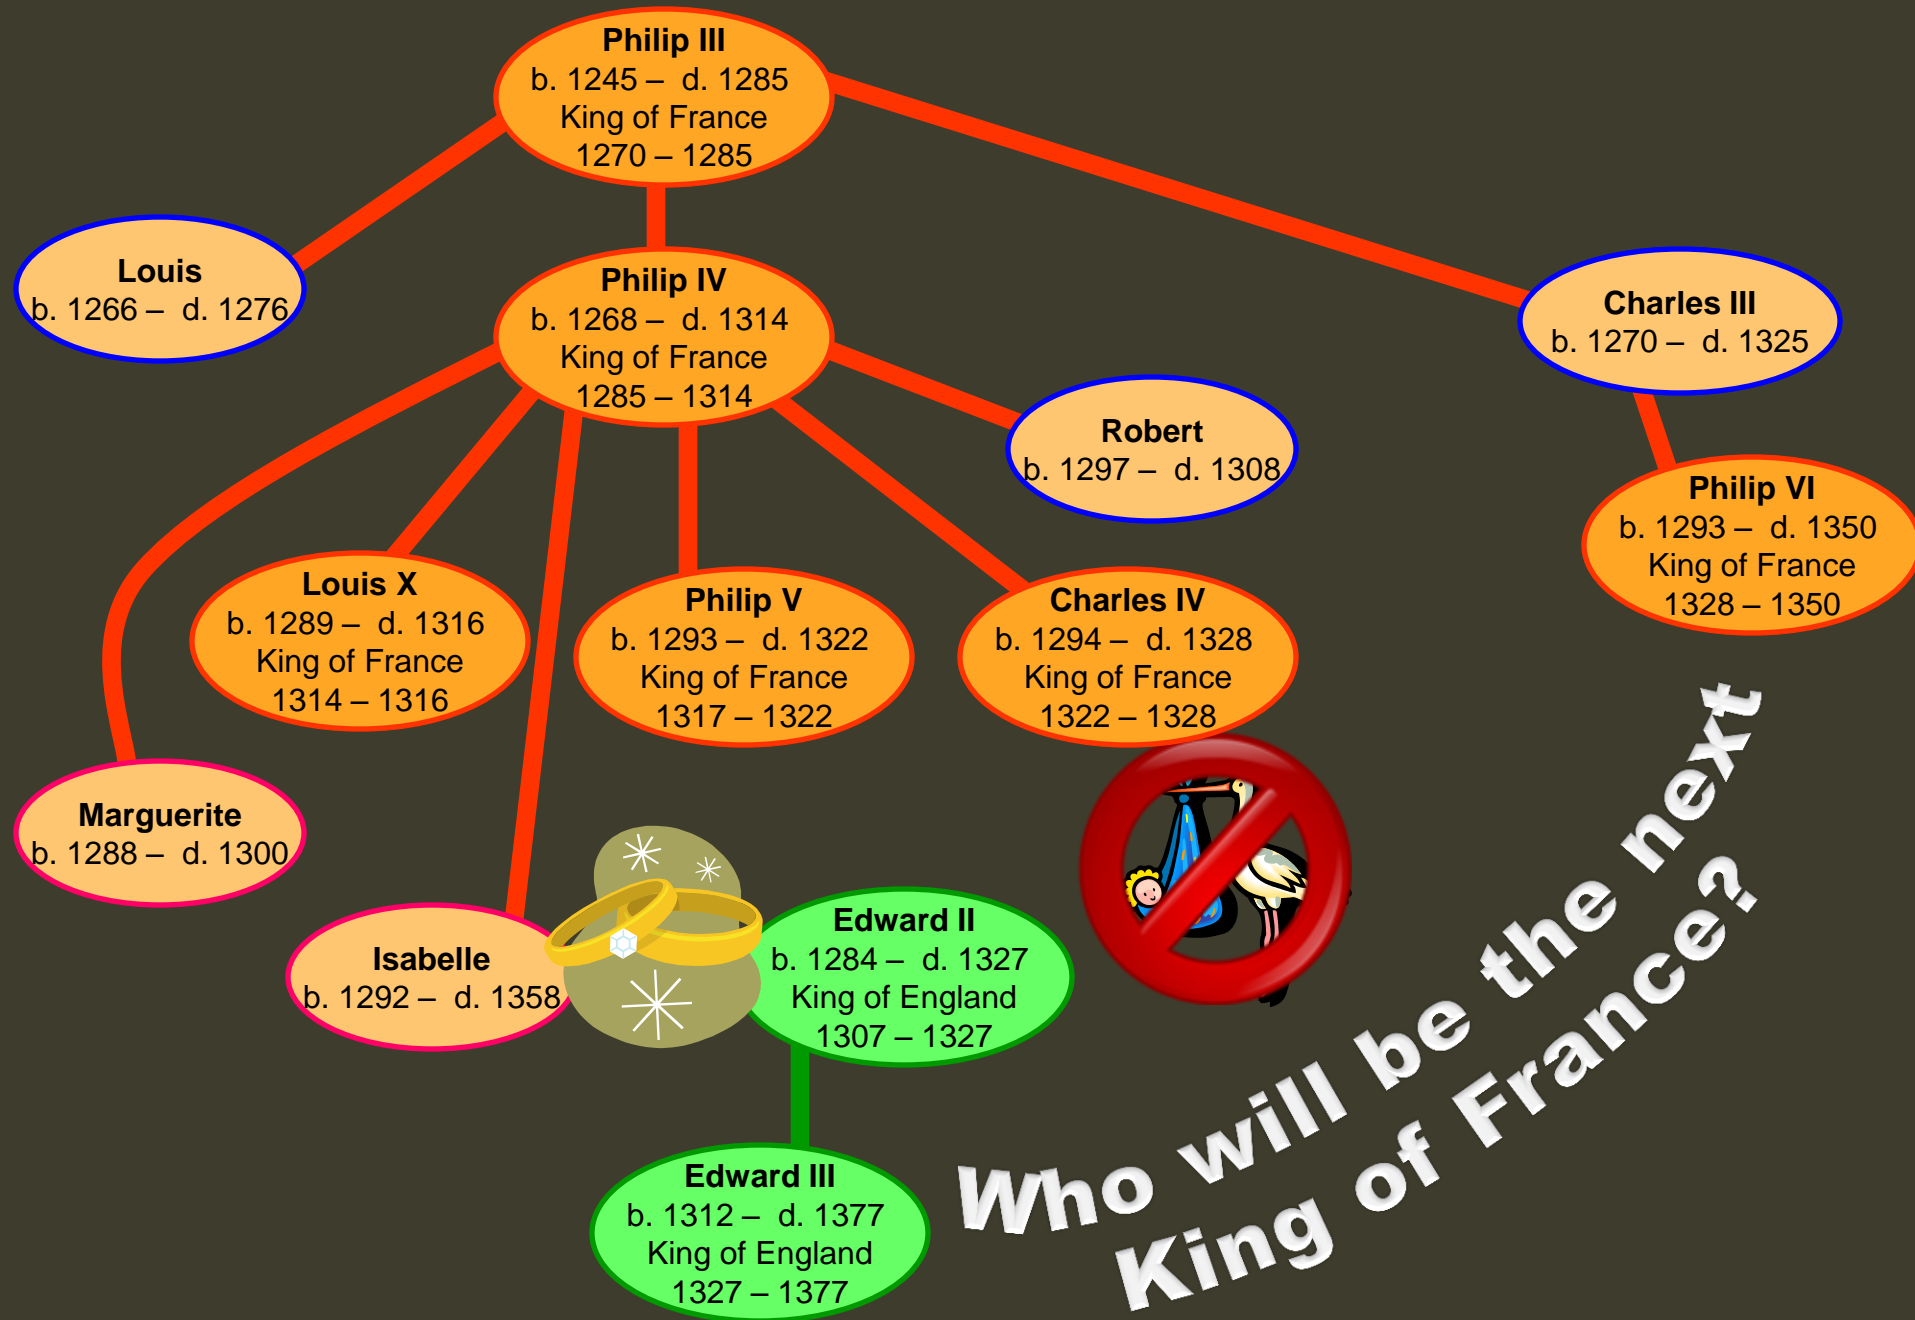 Philip III
b. 1245 – d. 1285
King of France
1270 – 1285
Louis
b. 1266 – d. 1276
Philip IV
b. 1268 – d. 1314
King of France
1285 – 1314
Charles III
b. 1270 – d. 1325
Robert
b. 1297 – d. 1308
Philip VI
b. 1293 – d. 1350
King of France
1328 – 1350
Louis X
b. 1289 – d. 1316
King of France
1314 – 1316
Philip V
b. 1293 – d. 1322
King of France
1317 – 1322
Charles IV
b. 1294 – d. 1328
King of France
1322 – 1328
Marguerite
b. 1288 – d. 1300
Isabelle
b. 1292 – d. 1358
Edward II
b. 1284 – d. 1327
King of England
1307 – 1327
Edward III
b. 1312 – d. 1377
King of England
1327 – 1377
Who will be the next
King of France?